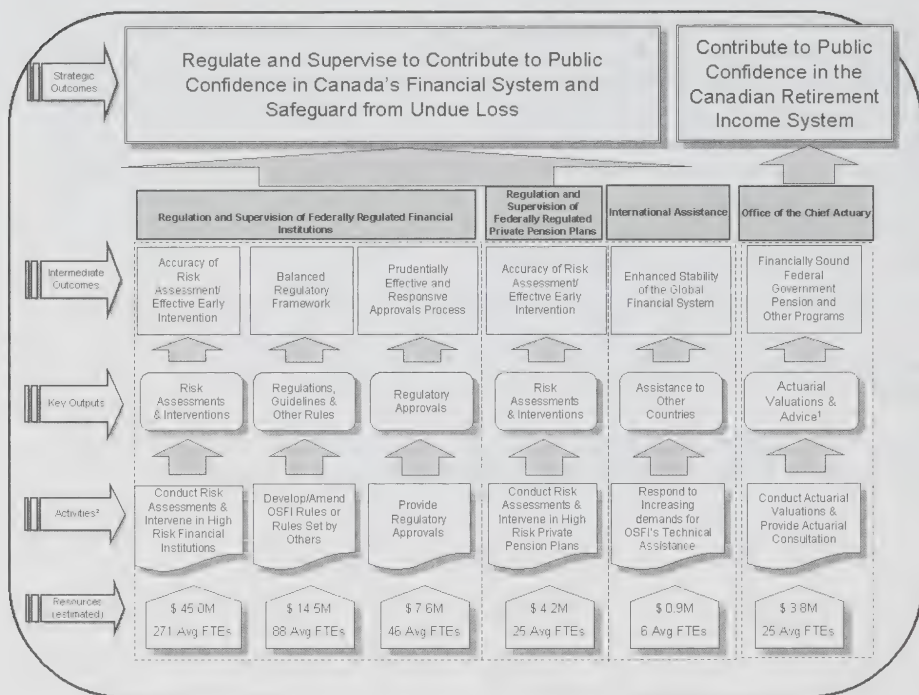 Strategic
Outcomes
Regulate and Supervise to Contribute to Public
Confidence in Canada's Financial System and
Safeguard from Undue Loss
Contribute to Public
Confidence in the
Canadian Retirement
Income System
Regulation and Supervision of Federally Regulated Financial
Institutions
Regulation and
Supervision of
Federally Regulated
Private Pension Plans
International Assistance
Office of the Chief Actuary
Intermediate
Outcomes
Accuracy of
Risk
Assessment/
Effective Early
Intervention
Balanced
Regulatory
Framework
Prudentially
Effective and
Responsive
Approvals Process
Accuracy of Risk
Assessment/
Effective Early
Intervention
Enhanced Stability
of the Global
Financial System
Financially Sound
Federal
Government
Pension and
Other Programs
Key Outputs
Risk
Assessments
& Interventions
Regulations,
Guidelines &
Other Rules
Regulatory
Approvals
Risk
Assessments
& Interventions
Assistance to
Other
Countries
Actuarial
Valuations &
Advice¹
Activities²
Conduct Risk
Assessments &
Intervene in High
Risk Financial
Institutions
Develop/Amend
OSFI Rules or
Rules Set by
Others
Provide
Regulatory
Approvals
Conduct Risk
Assessments &
Intervene in High
Risk Private
Pension Plans
Respond to
Increasing
demands for
OSFI's Technical
Assistance
Conduct Actuarial
Valuations &
Provide Actuarial
Consultation
Resources
(estimated)
$ 45.0M
271 Avg FTEs
$ 14.5M
88 Avg FTEs
$ 7.6M
46 Avg FTEs
$ 4.2M
25 Avg FTEs
$ 0.9M
6 Avg FTEs
$ 3.8M
25 Avg FTEs